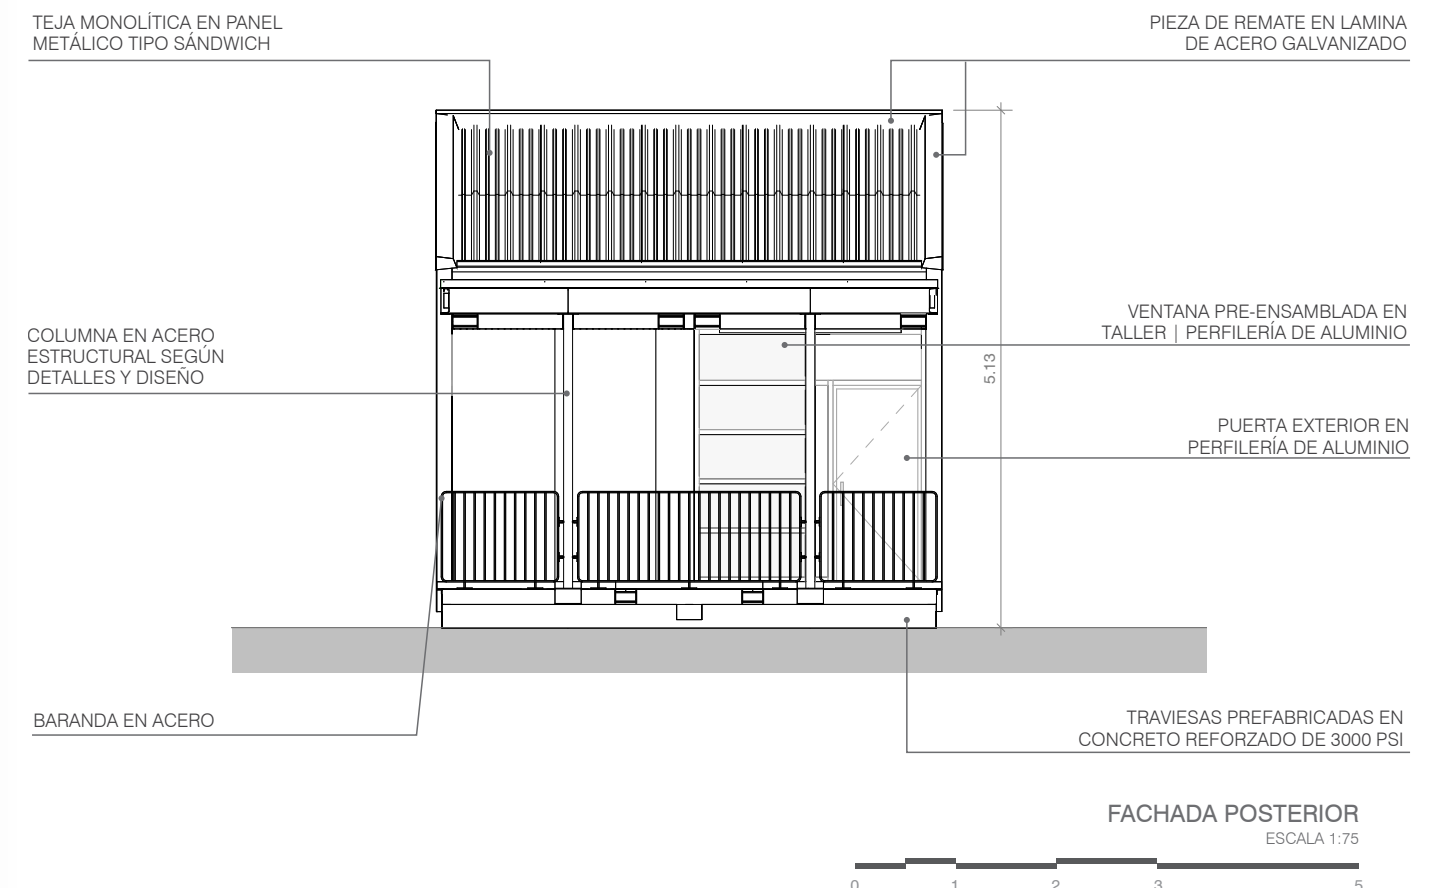 TEJA MONOLÍTICA EN PANEL
METÁLICO TIPO SÁNDWICH
PIEZA DE REMATE EN LAMINA
DE ACERO GALVANIZADO
COLUMNA EN ACERO
ESTRUCTURAL SEGÚN
DETALLES Y DISEÑO
VENTANA PRE-ENSAMBLADA EN
TALLER | PERFILERÍA DE ALUMINIO
5.13
PUERTA EXTERIOR EN
PERFILERÍA DE ALUMINIO
BARANDA EN ACERO
TRAVIESAS PREFABRICADAS EN
CONCRETO REFORZADO DE 3000 PSI
FACHADA POSTERIOR
ESCALA 1:75
0 1 2 3 5